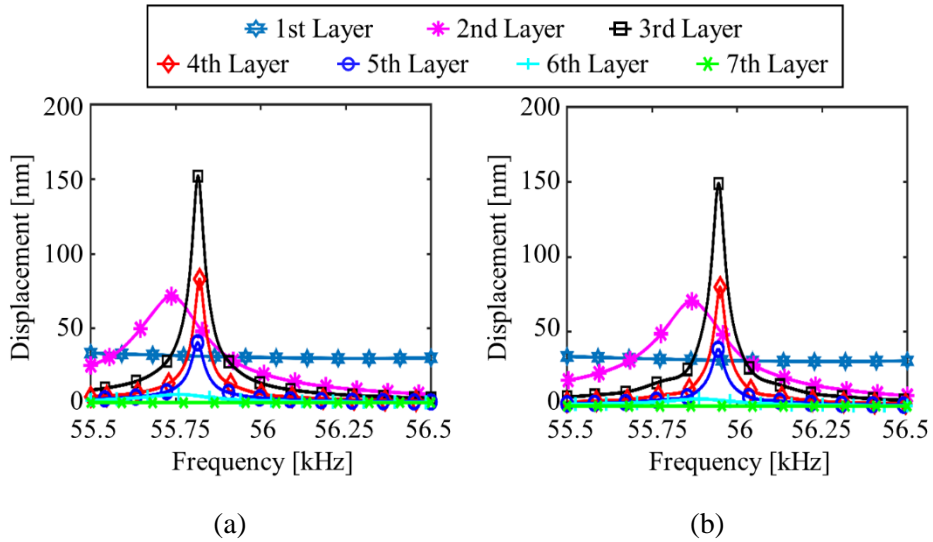 1st Layer 2nd Layer 3rd Layer
4th Layer 5th Layer 6th Layer 7th Layer
Displacement [nm]
200
150
100
50
0
55.5 55.75 56 56.25 56.5
Frequency [kHz]
(a)
Displacement [nm]
200
150
100
50
0
55.5 55.75 56 56.25 56.5
Frequency [kHz]
(b)